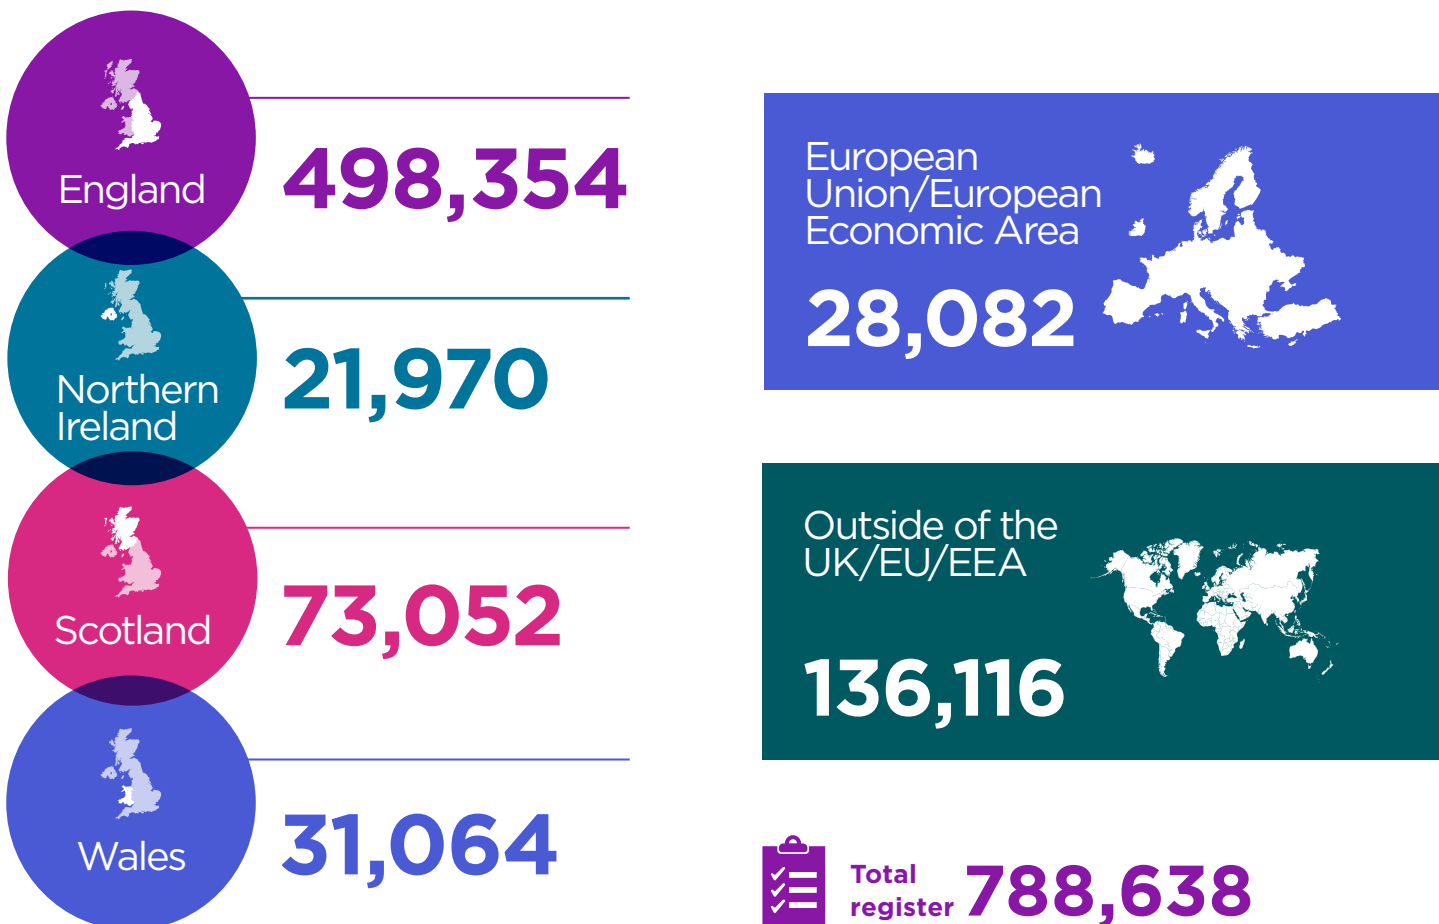 England
498,354
Northern
Ireland
21,970
Scotland
73,052
Wales
31,064
European
Union/European
Economic Area
28,082
Outside of the
UK/EU/EEA
136,116
Total
register
788,638